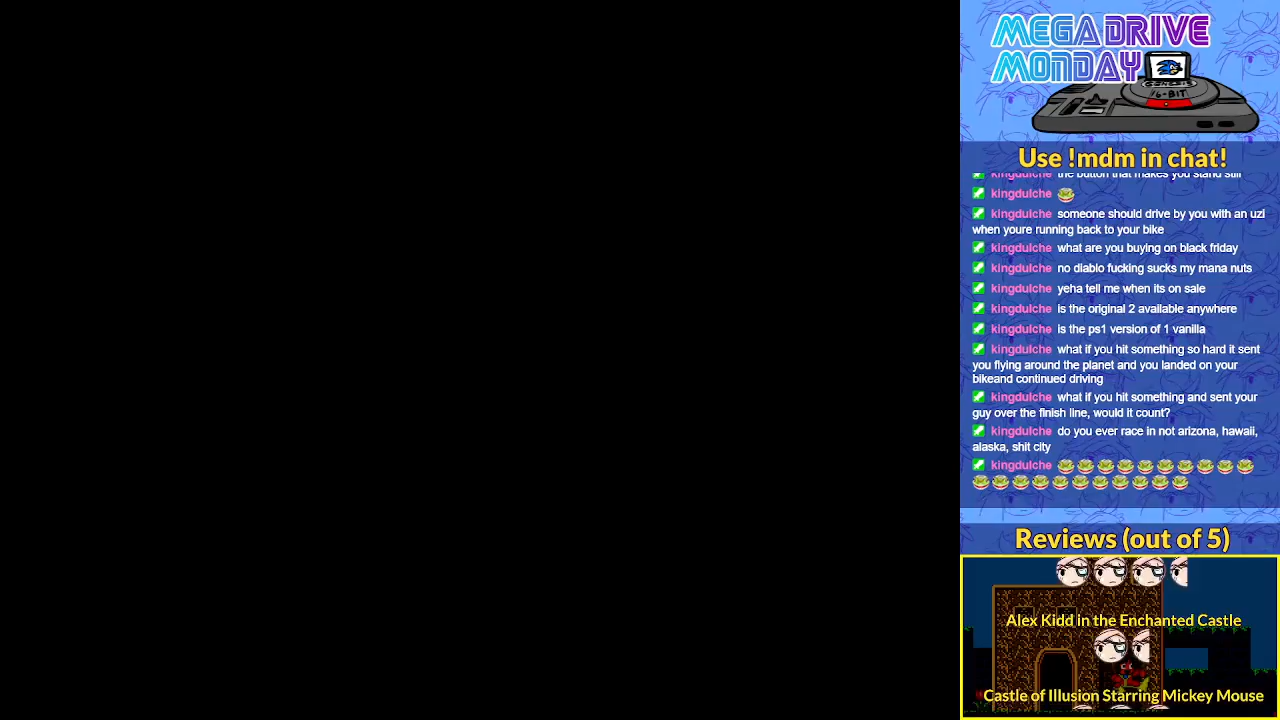 MEGA DRIVE
MONDAY
GENESIS
16-BIT
Use !mdm in chat!
kingdulche the button that makes you stand still
kingdulche
kingdulche someone should drive by you with an uzi
when youre running back to your bike
kingdulche what are you buying on black friday
kingdulche no diablo fucking sucks my mana nuts
kingdulche yeha tell me when its on sale
kingdulche is the original 2 available anywhere
kingdulche is the ps1 version of 1 vanilla
kingdulche what if you hit something so hard it sent
you flying around the planet and you landed on your
bikeand continued driving
kingdulche what if you hit something and sent your
guy over the finish line, would it count?
kingdulche do you ever race in not arizona, hawaii,
alaska, shit city
kingdulche
Reviews (out of 5)
Alex Kidd in the Enchanted Castle
Castle of Illusion Starring Mickey Mouse